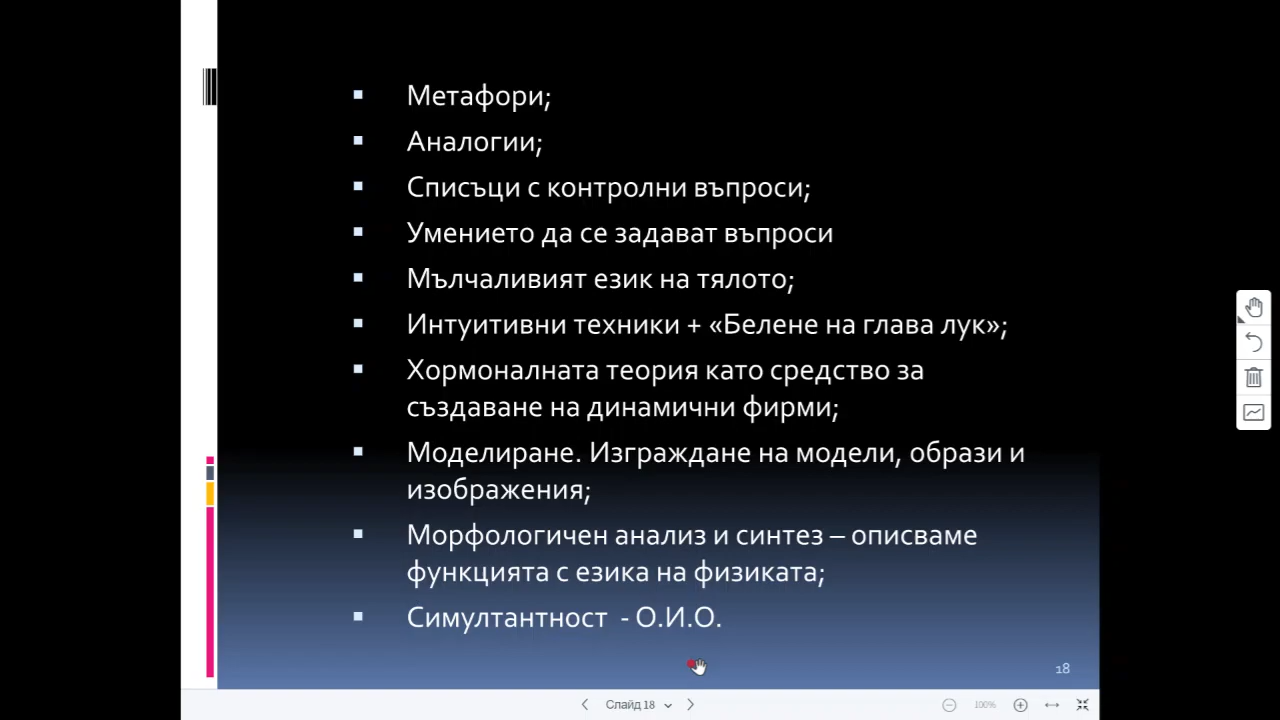 Метафори;
Аналогии;
Списъци с контролни въпроси;
Умението да се задават въпроси
Мълчаливият език на тялото;
Интуитивни техники + «Белене на глава лук»;
Хормоналната теория като средство за
създаване на динамични фирми;
Моделиране. Изграждане на модели, образи и
изображения;
Морфологичен анализ и синтез – описваме
функцията с езика на физиката;
Симултантност - О.И.О.
18
Слайд 18
100%